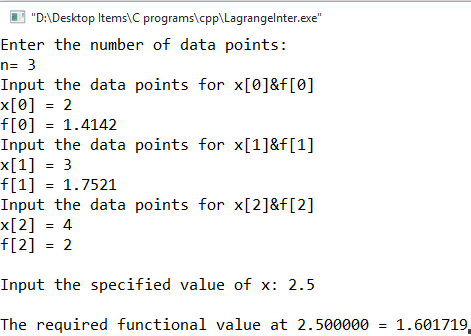 "D:\Desktop Items\C programs\cpp\LagrangeInter.exe"
Enter the number of data points:
n= 3
Input the data points for x[0]&f[0]
x[0] = 2
f[0] = 1.4142
Input the data points for x[1]&f[1]
x[1] = 3
f[1] = 1.7521
Input the data points for x[2]&f[2]
x[2] = 4
f[2] = 2
Input the specified value of x: 2.5
The required functional value at 2.500000 = 1.601719